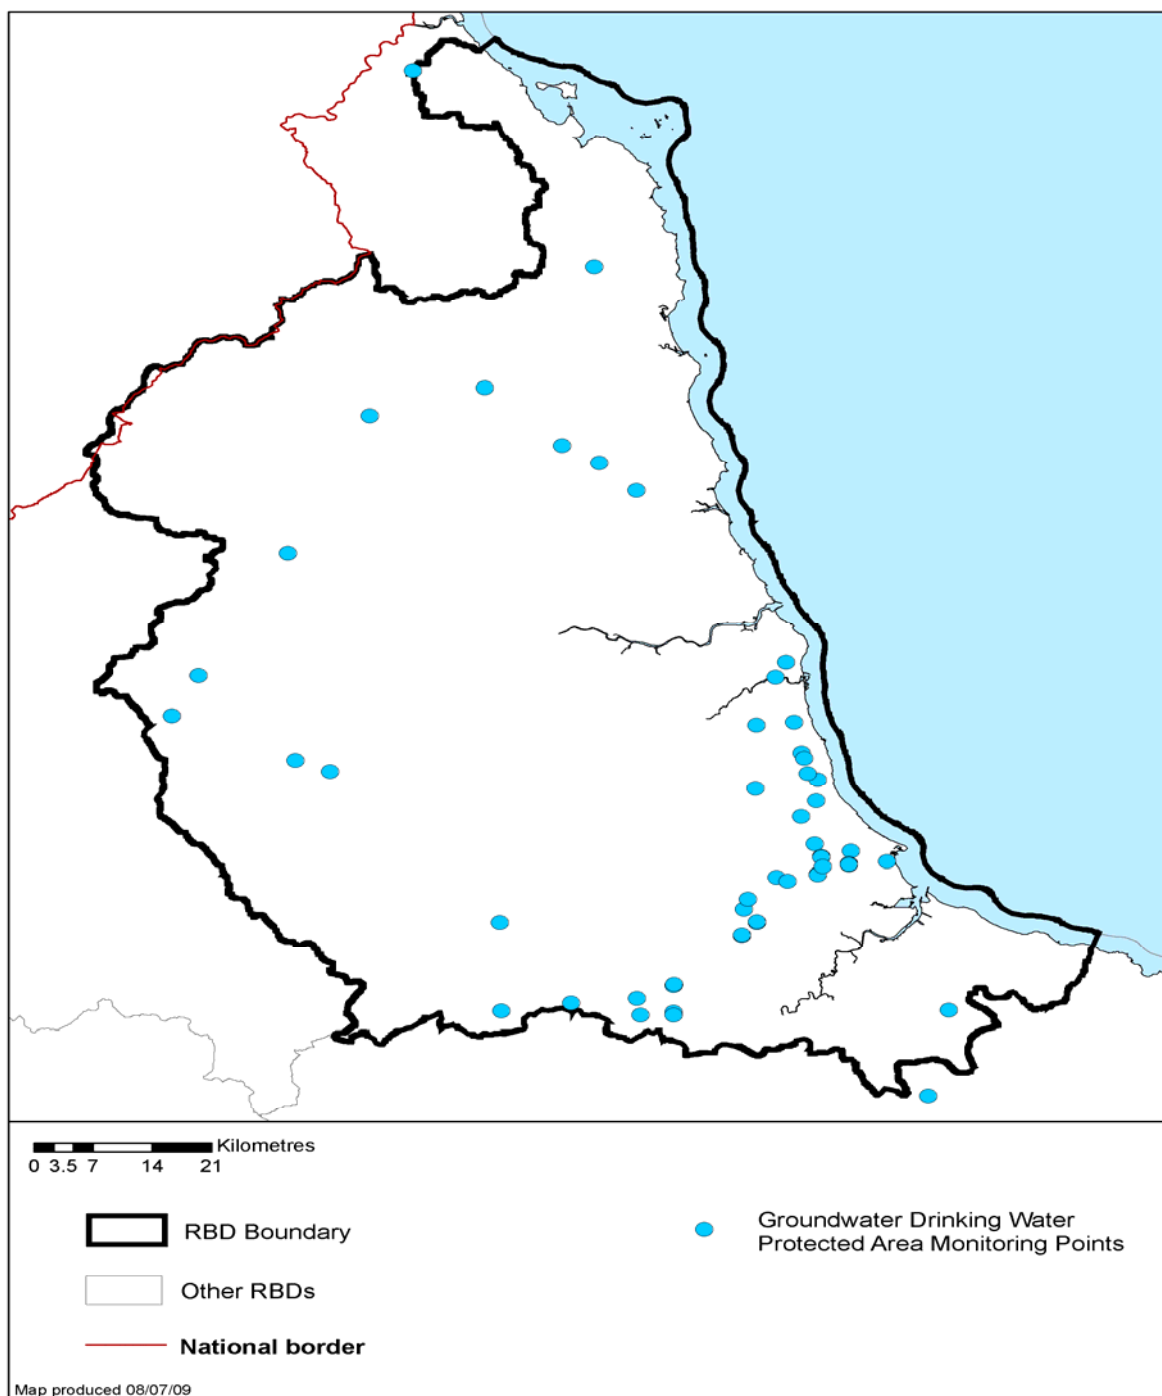 Kilometres
0 3.5 7 14 21
RBD Boundary
Groundwater Drinking Water
Protected Area Monitoring Points
Other RBDs
National border
Map produced 08/07/09